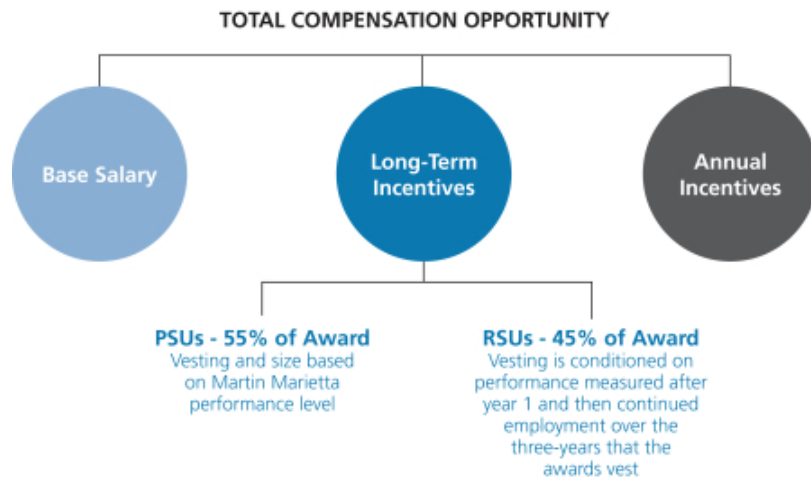 TOTAL COMPENSATION OPPORTUNITY
Base Salary
Long-Term
Incentives
Annual
Incentives
PSUs - 55% of Award
Vesting and size based
on Martin Marietta
performance level
RSUs - 45% of Award
Vesting is conditioned on
performance measured after
year 1 and then continued
employment over the
three-years that the
awards vest